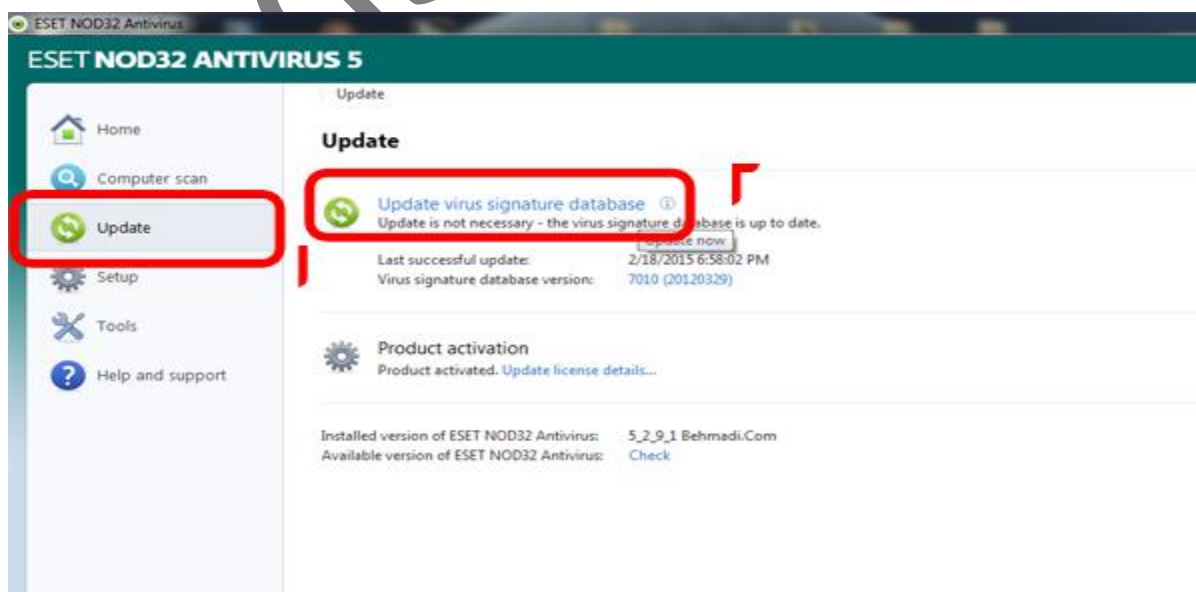 ESET NOD32 Antivirus
ESET NOD32 ANTIVIRUS 5
Home
Computer scan
Update
Setup
Tools
Help and support
Update
Update
Update virus signature database
Update is not necessary - the virus signature database is up to date.
Update now
Last successful update: 2/18/2015 6:58:02 PM
Virus signature database version: 7010 (20120329)
Product activation
Product activated. Update license details...
Installed version of ESET NOD32 Antivirus: 5_2_9_1 Behmadi.Com
Available version of ESET NOD32 Antivirus: Check